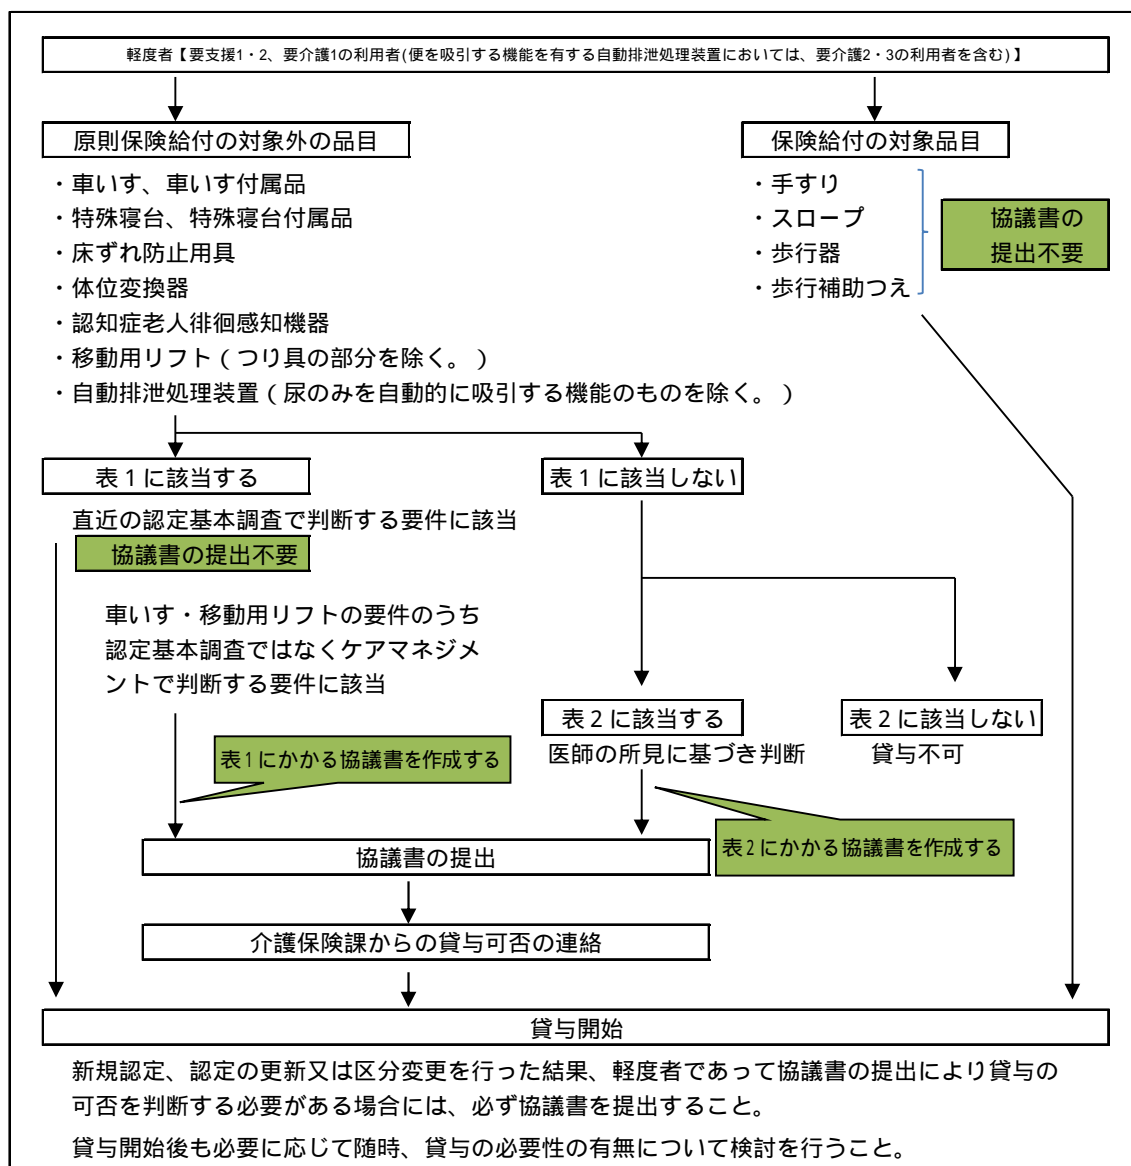 軽度者【要支援1・2、要介護1の利用者(便を吸引する機能を有する自動排泄処理装置においては、要介護2・3の利用者を含む)】
原則保険給付の対象外の品目
・車いす、車いす付属品
・特殊寝台、特殊寝台付属品
・床ずれ防止用具
・体位変換器
・認知症老人徘徊感知機器
・移動用リフト（つり具の部分を除く。）
・自動排泄処理装置（尿のみを自動的に吸引する機能のものを除く。）
保険給付の対象品目
・手すり
・スロープ
・歩行器
・歩行補助つえ
協議書の
提出不要
表１に該当する
直近の認定基本調査で判断する要件に該当
協議書の提出不要
車いす・移動用リフトの要件のうち
認定基本調査ではなくケアマネジメ
ントで判断する要件に該当
表１に該当しない
表２に該当する
医師の所見に基づき判断
表２に該当しない
貸与不可
表1にかかる協議書を作成する
表2にかかる協議書を作成する
協議書の提出
介護保険課からの貸与可否の連絡
貸与開始
新規認定、認定の更新又は区分変更を行った結果、軽度者であって協議書の提出により貸与の
可否を判断する必要がある場合には、必ず協議書を提出すること。
貸与開始後も必要に応じて随時、貸与の必要性の有無について検討を行うこと。